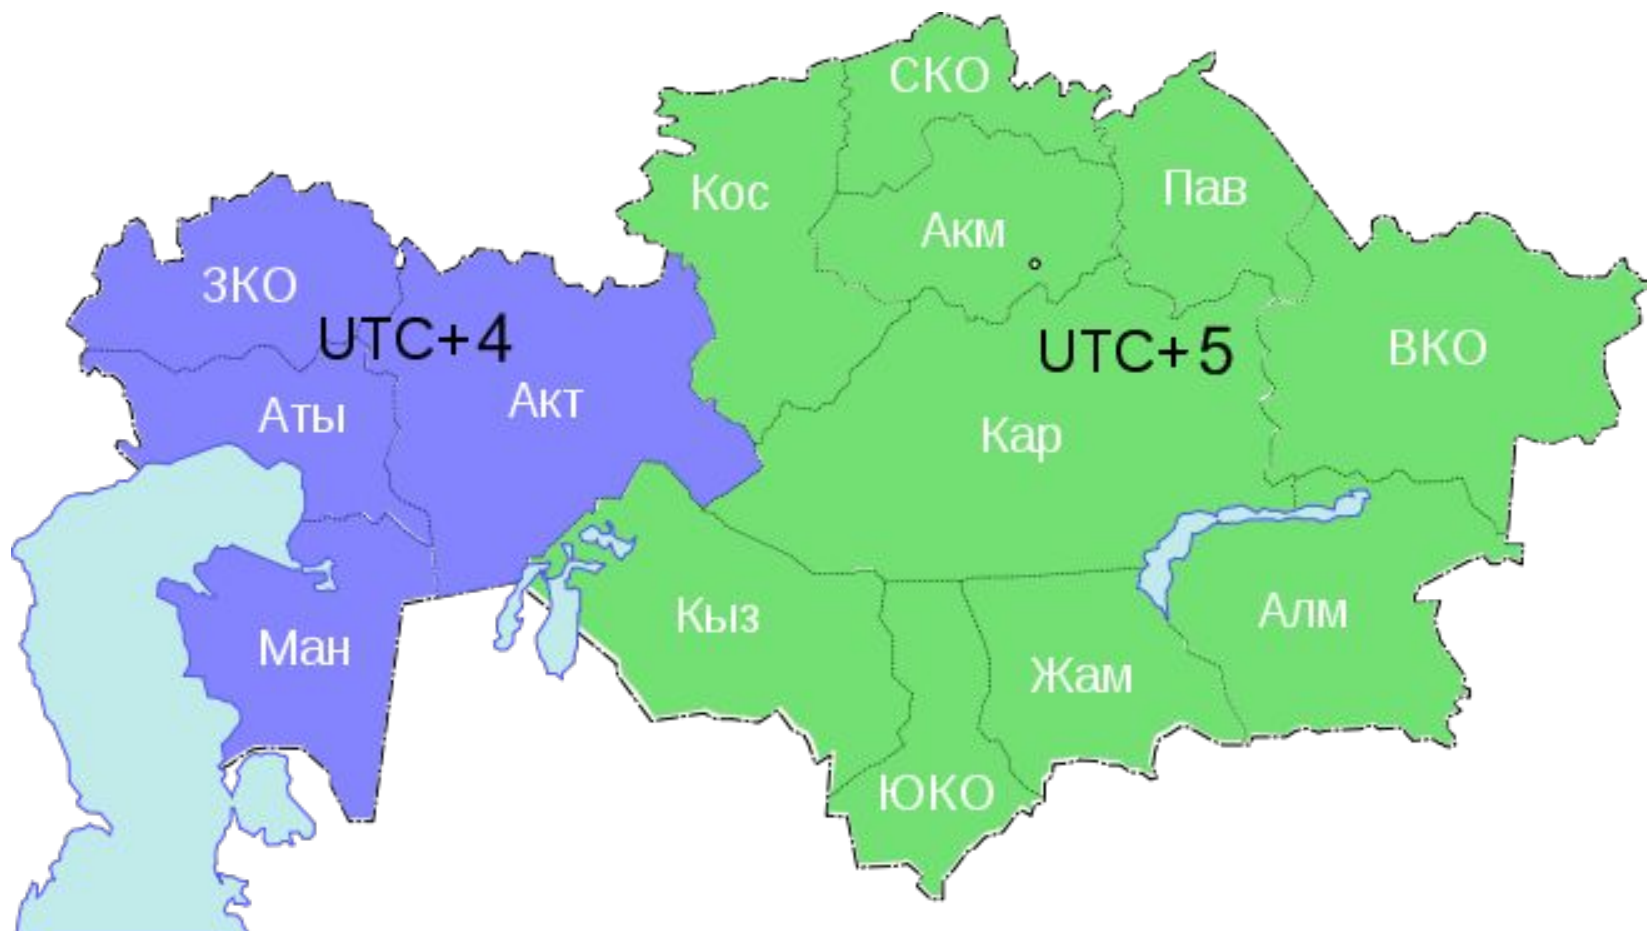 СКО
Кос
Пав
Акм
ЗКО
UTC+4
UTC+5
ВКО
Акт
Аты
Кар
Кыз
Алм
Ман
Жам
ЮКО